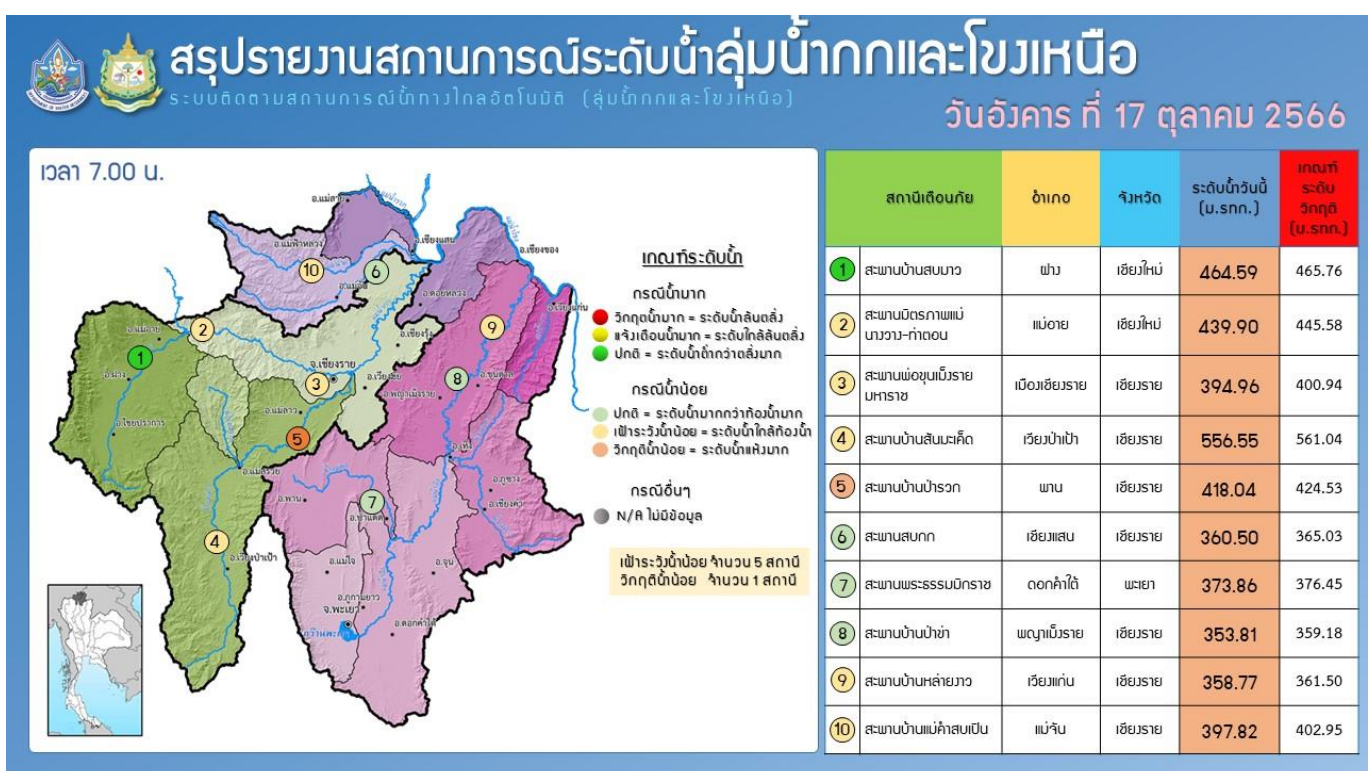 สรุปรายงานสถานการณ์ระดับน้ำลุ่มน้ำกกและโขงเหนือ
ระบบติดตามสถานการณ์น้ำทางไกลอัตโนมัติ (ลุ่มน้ำกกและโขงเหนือ)
วันอังคาร ที่ 17 ตุลาคม 2566
เวลา 7.00 น.
อ.แม่สาย
อ.แม่ฟ้าหลวง
อ.เชียงแสน
อ.เชียงของ
10
6
อ.แม่จัน
อ.ดอยหลวง
อ.เวียงแก่น
อ.แม่อาย
2
9
อ.เชียงรุ้ง
1
อ.ฝาง
จ.เชียงราย
3
อ.เวียงชัย
8
อ.ขุนตาล
อ.พญาเม็งราย
อ.แม่ลาว
อ.ไชยปราการ
5
อ.เทิง
อ.แม่สรวย
อ.ภูซาง
อ.พาน
7
อ.เชียงคำ
อ.ป่าแดด
4
อ.เวียงป่าเป้า
อ.แม่ใจ
อ.จุน
อ.ภูกามยาว
จ.พะเยา
อ.ดอกคำใต้
กว๊านพะเยา
เกณฑ์ระดับน้ำ
กรณีน้ำมาก
วิกฤตน้ำมาก = ระดับน้ำล้นตลิ่ง
แจ้งเตือนน้ำมาก = ระดับใกล้ล้นตลิ่ง
ปกติ = ระดับน้ำต่ำกว่าตลิ่งมาก
กรณีน้ำน้อย
ปกติ = ระดับน้ำมากกว่าท้องน้ำมาก
เฝ้าระวังน้ำน้อย = ระดับน้ำใกล้ท้องน้ำ
วิกฤติน้ำน้อย = ระดับน้ำแห้งมาก
กรณีอื่นๆ
N/A ไม่มีข้อมูล
เฝ้าระวังน้ำน้อย จำนวน 5 สถานี
วิกฤติน้ำน้อย จำนวน 1 สถานี
สถานีเตือนภัย อำเภอ จังหวัด ระดับน้ำวันนี้ (ม.รทก.) เกณฑ์ระดับวิกฤติ (ม.รทก.)
1 สะพานบ้านสบมาว ฝาง เชียงใหม่ 464.59 465.76
2 สะพานมิตรภาพแม่นางวาง-ท่าตอน แม่อาย เชียงใหม่ 439.90 445.58
3 สะพานพ่อขุนเม็งรายมหาราช เมืองเชียงราย เชียงราย 394.96 400.94
4 สะพานบ้านสันมะเค็ด เวียงป่าเป้า เชียงราย 556.55 561.04
5 สะพานบ้านป่ารวก พาน เชียงราย 418.04 424.53
6 สะพานสบกก เชียงแสน เชียงราย 360.50 365.03
7 สะพานพระธรรมมิกราช ดอกคำใต้ พะเยา 373.86 376.45
8 สะพานบ้านป่าข่า พญาเม็งราย เชียงราย 353.81 359.18
9 สะพานบ้านหล่ายงาว เวียงแก่น เชียงราย 358.77 361.50
10 สะพานบ้านแม่คำสบเปิน แม่จัน เชียงราย 397.82 402.95